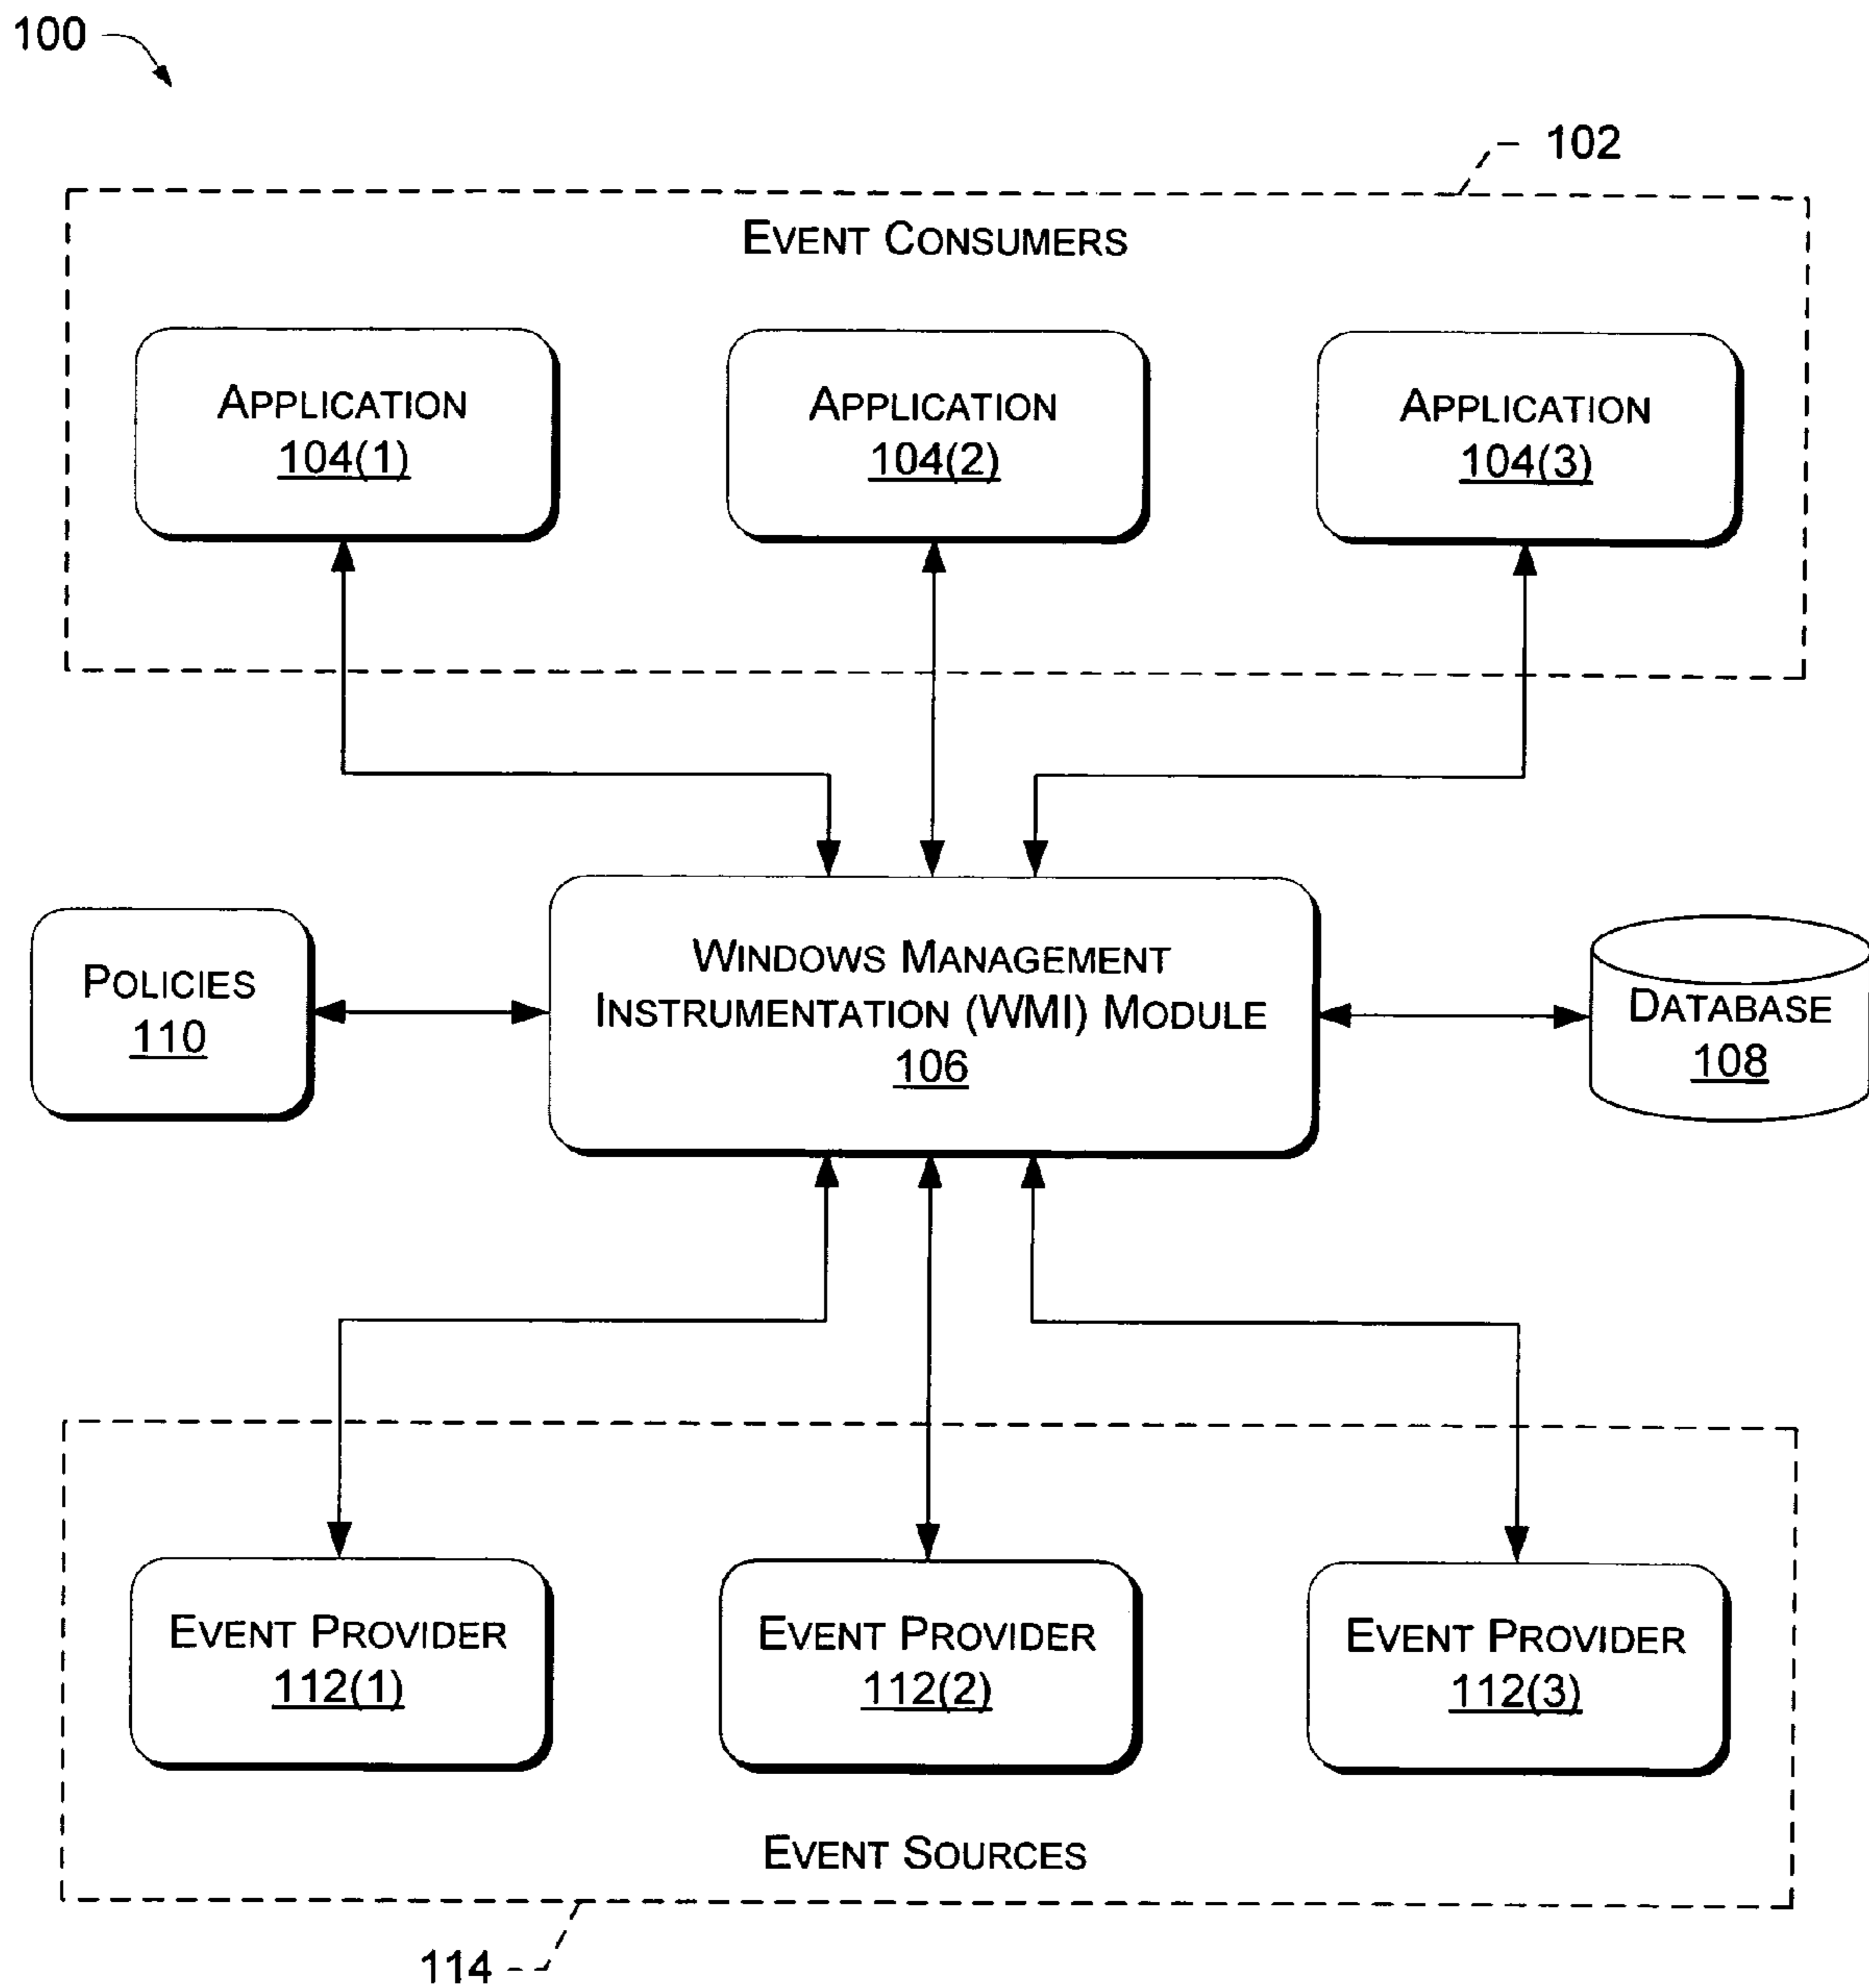 100
102
EVENT CONSUMERS
APPLICATION
104(1)
APPLICATION
104(2)
APPLICATION
104(3)
POLICIES
110
WINDOWS MANAGEMENT
INSTRUMENTATION (WMI) MODULE
106
DATABASE
108
EVENT PROVIDER
112(1)
EVENT PROVIDER
112(2)
EVENT PROVIDER
112(3)
EVENT SOURCES
114